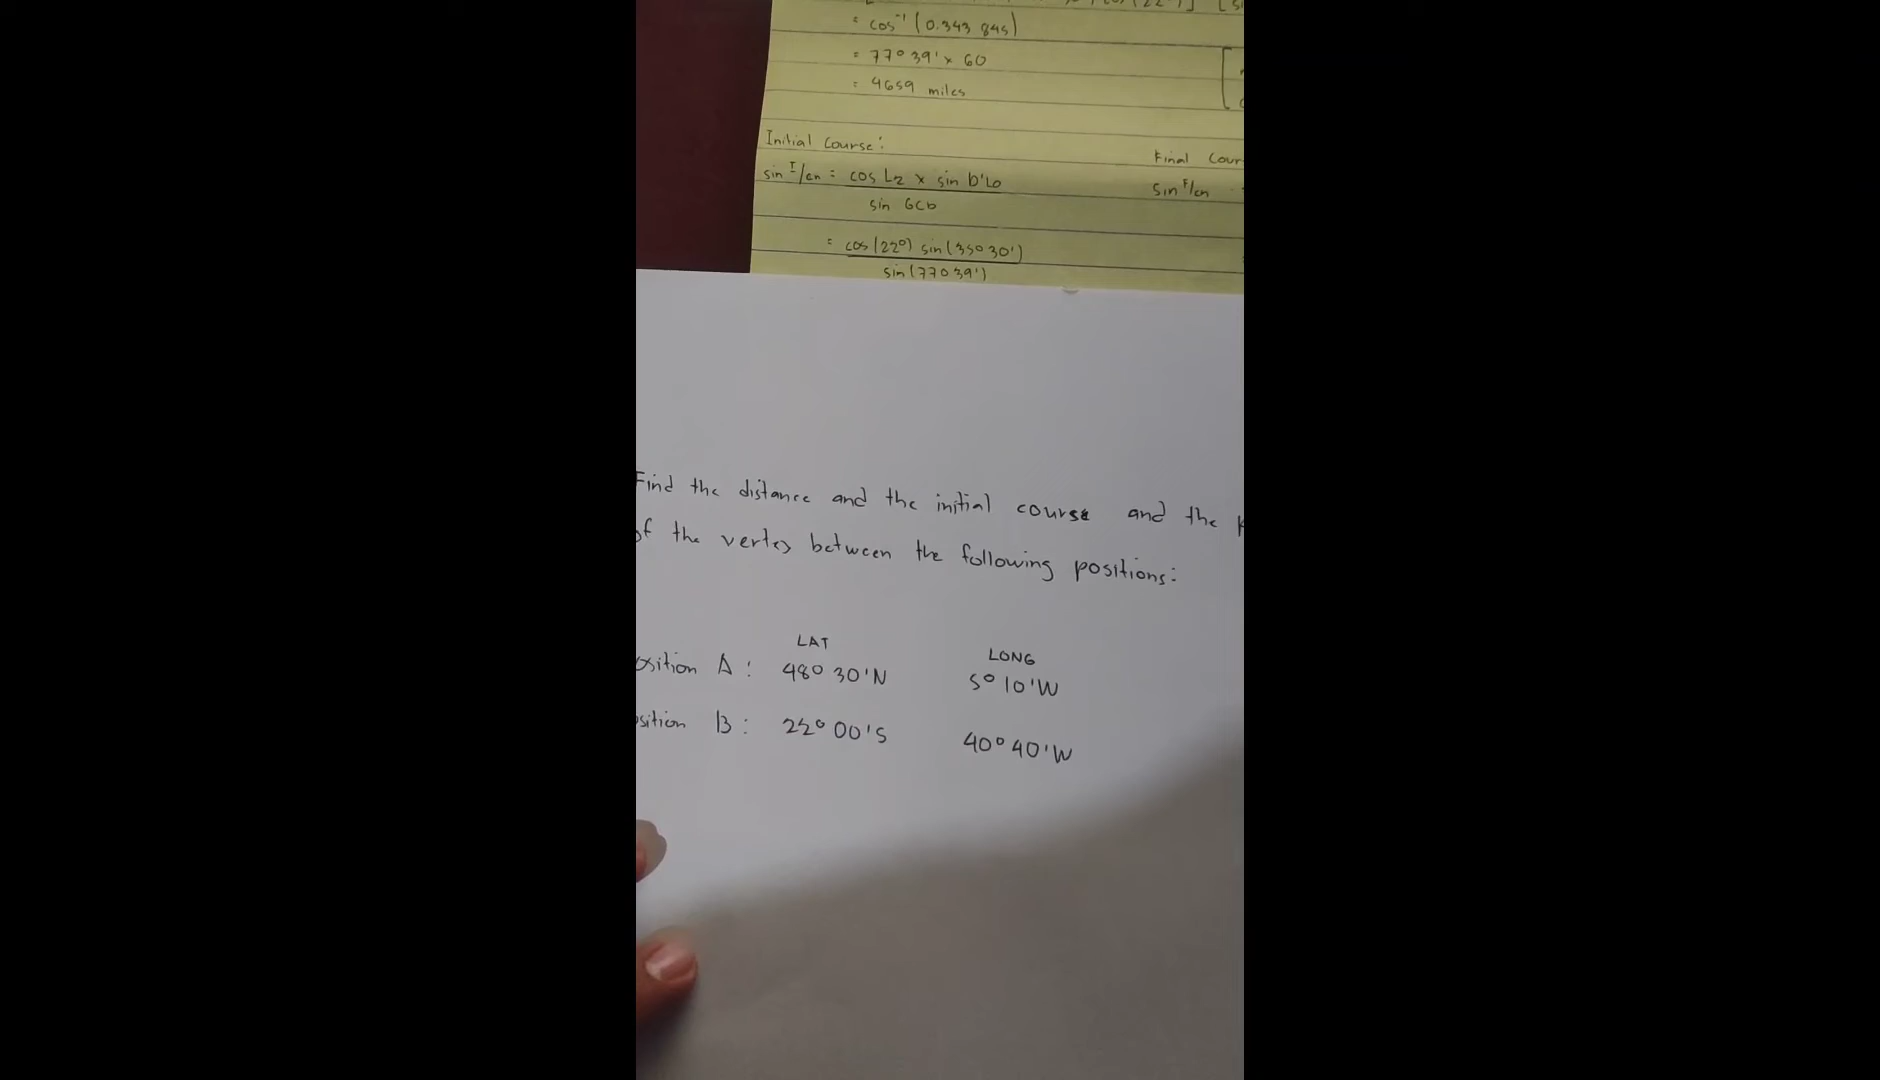 = cos⁻¹ (0.343 845)
= 77° 39' x 60
= 4659 miles
Initial Course:
sin I/cn = cos L2 x sin D'Lo
sin GCD
= cos(22°) sin(35° 30')
sin(77° 39')
Final Cour
sin F/cn
Find the distance and the initial course and the
of the vertex between the following positions:
LAT LONG
osition A: 48° 30'N 5° 10'W
osition B: 22° 00'S 40° 40'W